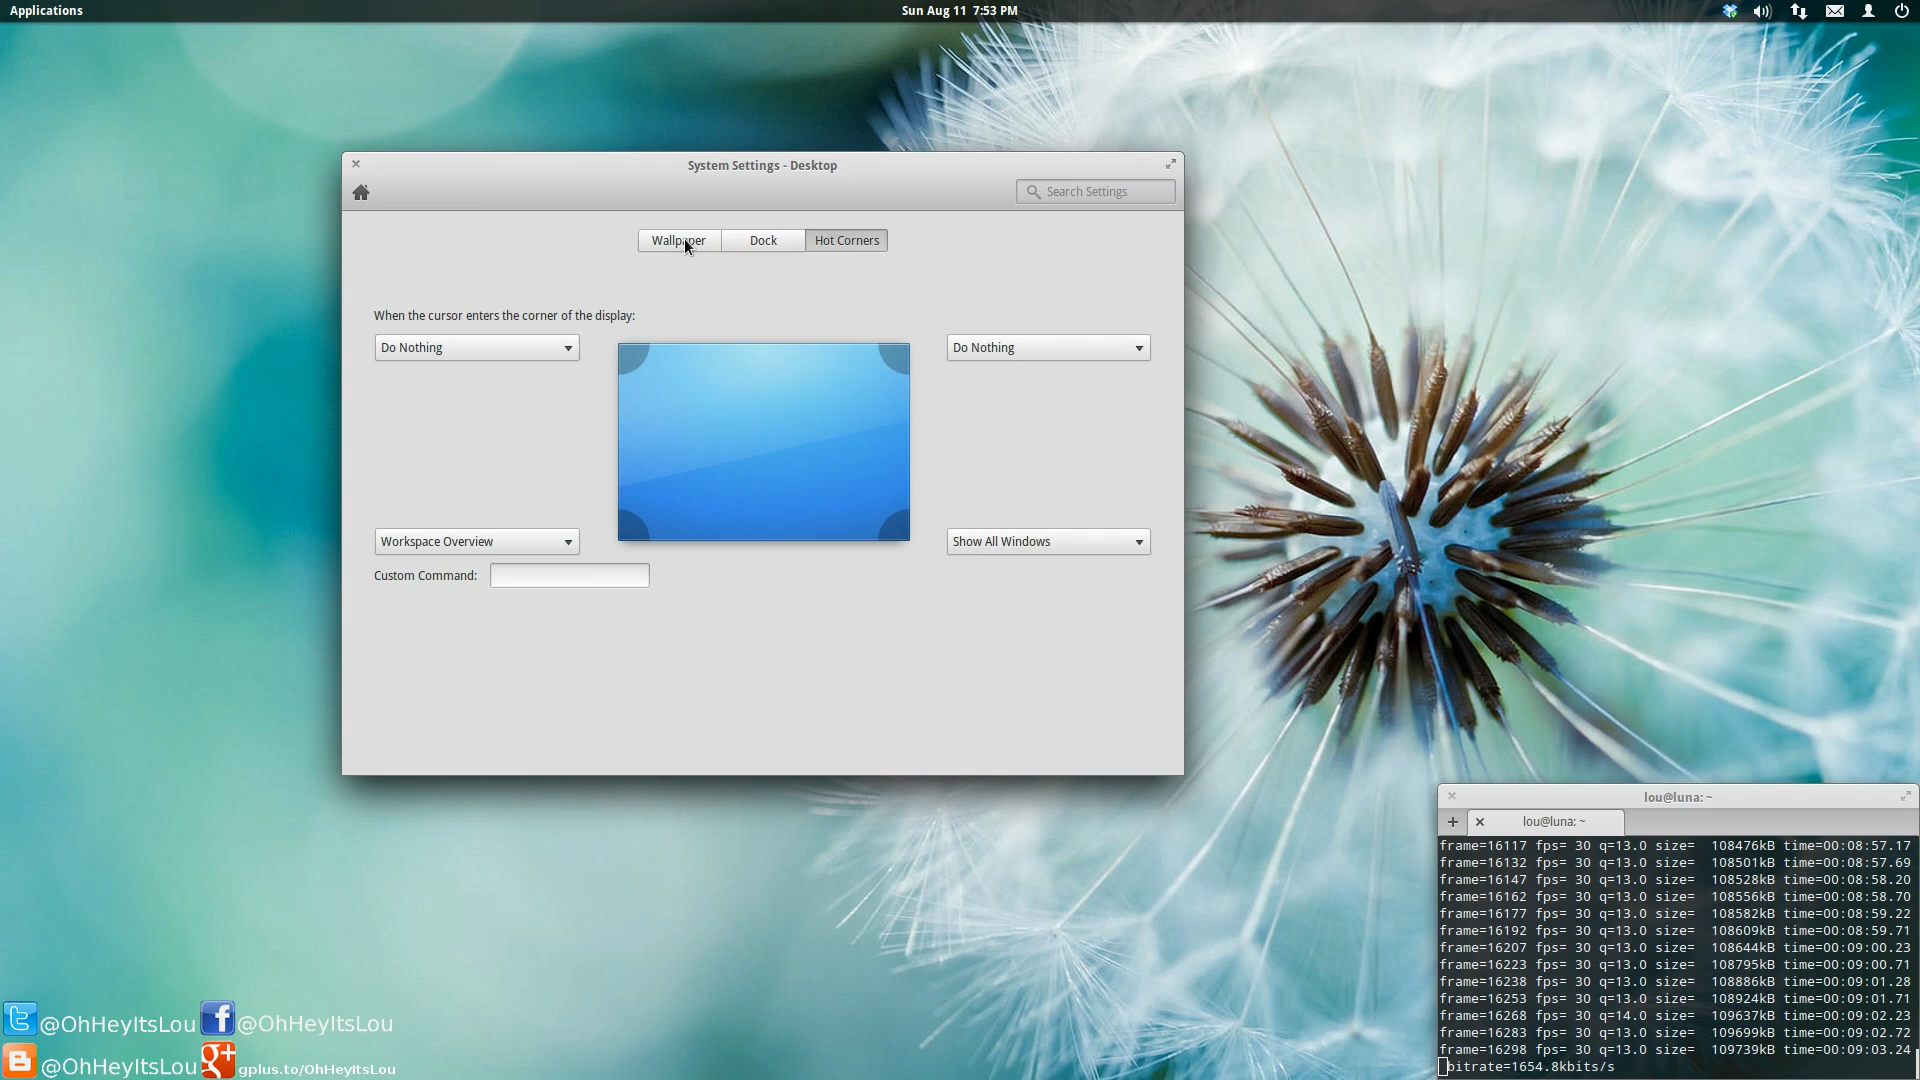 Applications
Sun Aug 11 7:53 PM
System Settings - Desktop
Search Settings
Wallpaper Dock Hot Corners
When the cursor enters the corner of the display:
Do Nothing
Do Nothing
Workspace Overview
Show All Windows
Custom Command:
lou@luna: ~
lou@luna: ~
frame=16117 fps= 30 q=13.0 size=  108476kB time=00:08:57.17
frame=16132 fps= 30 q=13.0 size=  108501kB time=00:08:57.69
frame=16147 fps= 30 q=13.0 size=  108528kB time=00:08:58.20
frame=16162 fps= 30 q=13.0 size=  108556kB time=00:08:58.70
frame=16177 fps= 30 q=13.0 size=  108582kB time=00:08:59.22
frame=16192 fps= 30 q=13.0 size=  108609kB time=00:08:59.71
frame=16207 fps= 30 q=13.0 size=  108644kB time=00:09:00.23
frame=16223 fps= 30 q=13.0 size=  108795kB time=00:09:00.71
frame=16238 fps= 30 q=13.0 size=  108886kB time=00:09:01.28
frame=16253 fps= 30 q=13.0 size=  108924kB time=00:09:01.71
frame=16268 fps= 30 q=14.0 size=  109637kB time=00:09:02.23
frame=16283 fps= 30 q=13.0 size=  109699kB time=00:09:02.72
frame=16298 fps= 30 q=13.0 size=  109739kB time=00:09:03.24
bitrate=1654.8kbits/s
@OhHeyItsLou
@OhHeyItsLou
@OhHeyItsLou
gplus.to/OhHeyItsLou